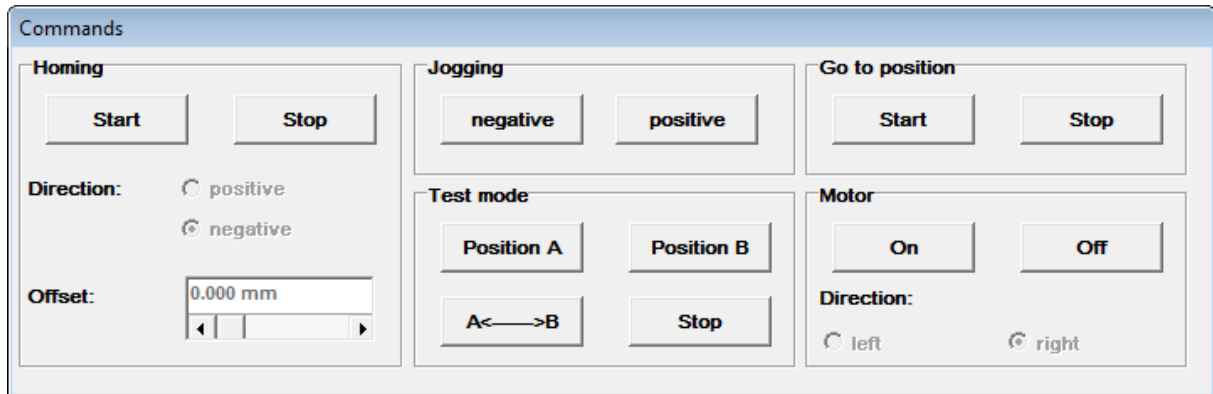 Commands
Homing
Start Stop
Direction: positive
negative
Offset: 0.000 mm
Jogging
negative positive
Test mode
Position A Position B
A<——>B Stop
Go to position
Start Stop
Motor
On Off
Direction:
left right